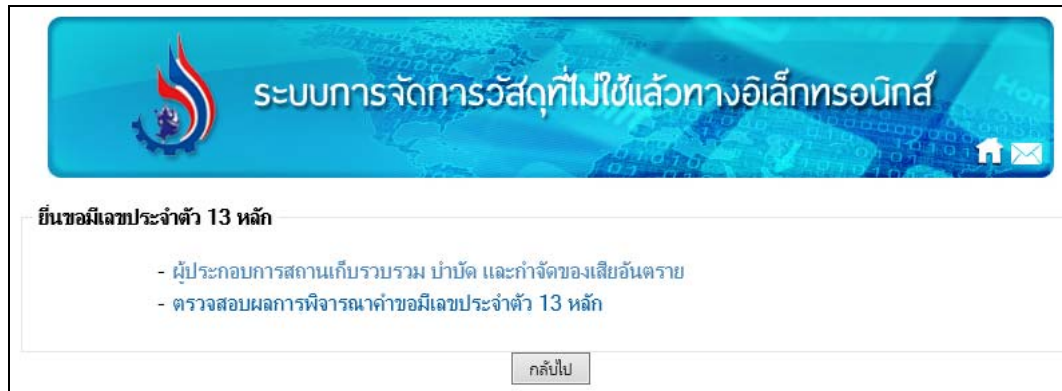 ระบบการจัดการวัสดุที่ไม่ใช้แล้วทางอิเล็กทรอนิกส์
ยื่นขอมีเลขประจำตัว 13 หลัก
- ผู้ประกอบการสถานเก็บรวบรวม บำบัด และกำจัดของเสียอันตราย
- ตรวจสอบผลการพิจารณาคำขอมีเลขประจำตัว 13 หลัก
กลับไป